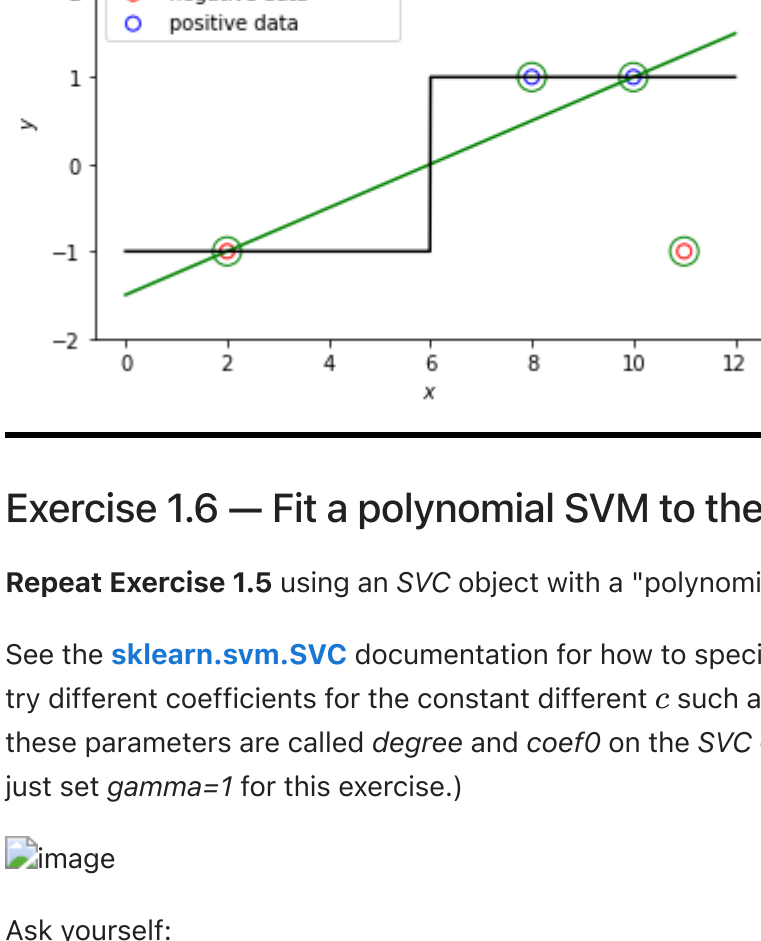 positive data
1
0
−1
−2
y
0 2 4 6 8 10 12
x
Exercise 1.6 — Fit a polynomial SVM to the
Repeat Exercise 1.5 using an SVC object with a "polynomi
See the sklearn.svm.SVC documentation for how to speci
try different coefficients for the constant different c such a
these parameters are called degree and coef0 on the SVC
just set gamma=1 for this exercise.)
image
Ask yourself: